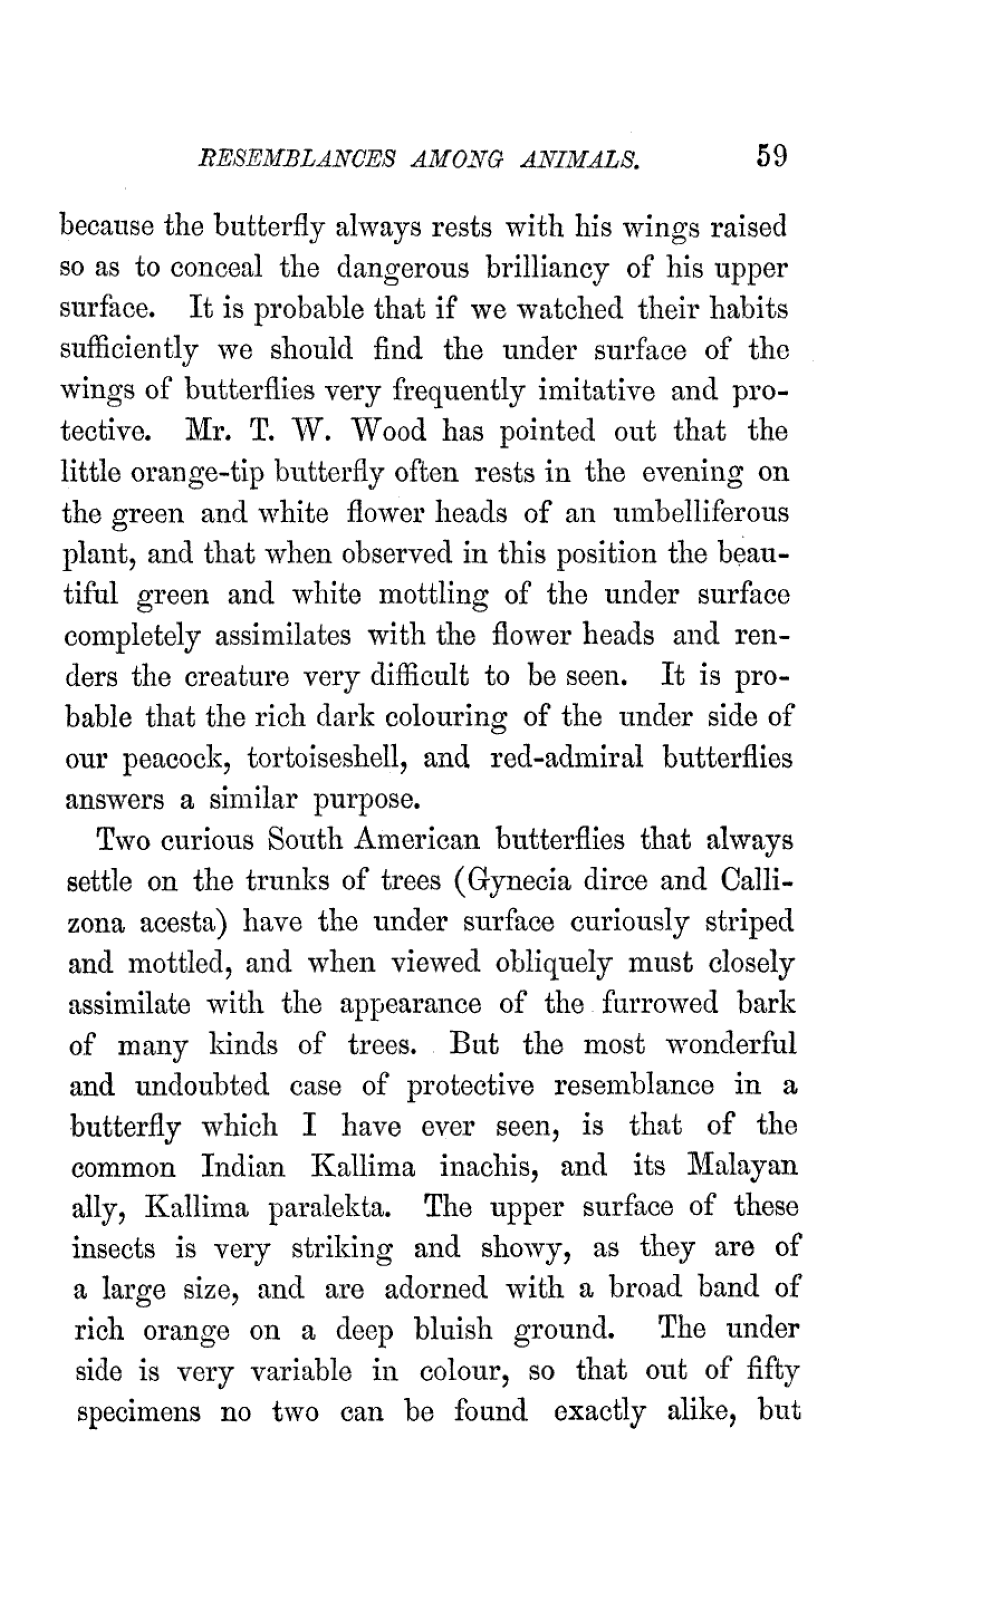 RESEMBLANCES AMONG ANIMALS. 59
because the butterfly always rests with his wings raised
so as to conceal the dangerous brilliancy of his upper
surface. It is probable that if we watched their habits
sufficiently we should find the under surface of the
wings of butterflies very frequently imitative and pro-
tective. Mr. T. W. Wood has pointed out that the
little orange-tip butterfly often rests in the evening on
the green and white flower heads of an umbelliferous
plant, and that when observed in this position the beau-
tiful green and white mottling of the under surface
completely assimilates with the flower heads and ren-
ders the creature very difficult to be seen. It is pro-
bable that the rich dark colouring of the under side of
our peacock, tortoiseshell, and red-admiral butterflies
answers a similar purpose.
Two curious South American butterflies that always
settle on the trunks of trees (Gynecia dirce and Calli-
zona acesta) have the under surface curiously striped
and mottled, and when viewed obliquely must closely
assimilate with the appearance of the furrowed bark
of many kinds of trees. But the most wonderful
and undoubted case of protective resemblance in a
butterfly which I have ever seen, is that of the
common Indian Kallima inachis, and its Malayan
ally, Kallima paralekta. The upper surface of these
insects is very striking and showy, as they are of
a large size, and are adorned with a broad band of
rich orange on a deep bluish ground. The under
side is very variable in colour, so that out of fifty
specimens no two can be found exactly alike, but